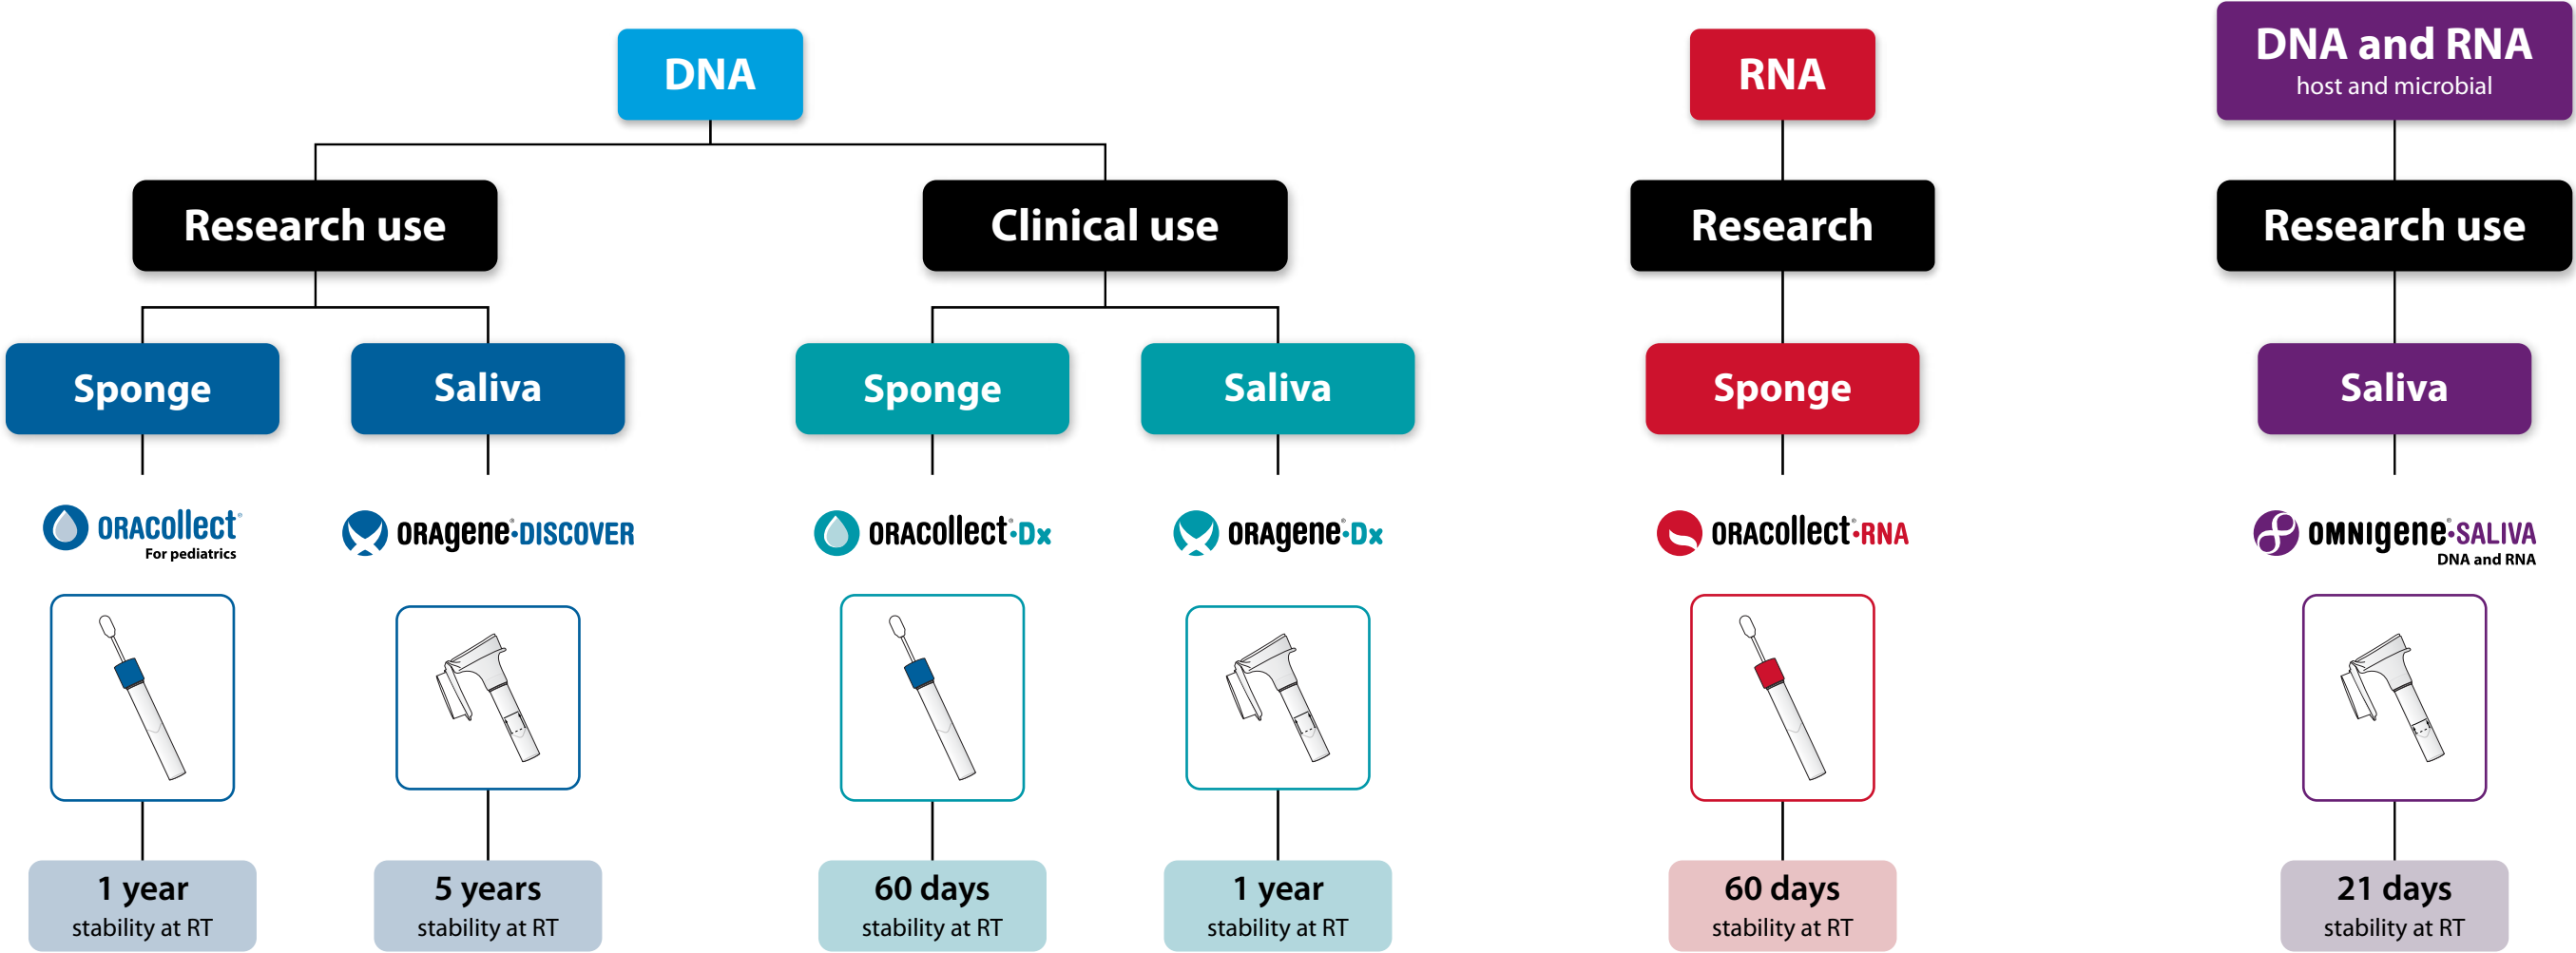 DNA
RNA
DNA and RNA
host and microbial
Research use
Clinical use
Research
Research use
Sponge
Saliva
Sponge
Saliva
Sponge
Saliva
ORAcollect®
For pediatrics
ORAgene®•DISCOVER
ORAcollect®•Dx
ORAgene®•Dx
ORAcollect®•RNA
OMNIgene®•SALIVA
DNA and RNA
1 year
stability at RT
5 years
stability at RT
60 days
stability at RT
1 year
stability at RT
60 days
stability at RT
21 days
stability at RT